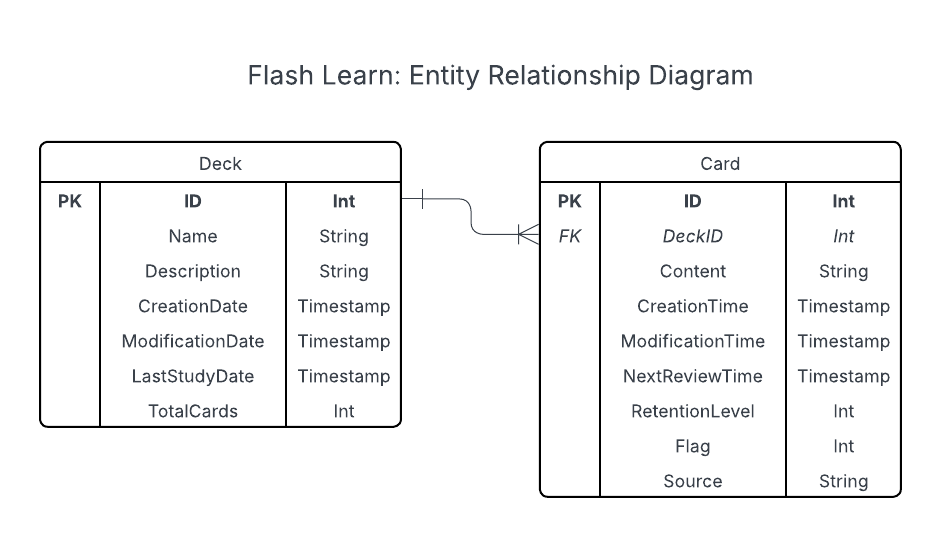 Flash Learn: Entity Relationship Diagram
Deck
PK ID Int
Name String
Description String
CreationDate Timestamp
ModificationDate Timestamp
LastStudyDate Timestamp
TotalCards Int
Card
PK ID Int
FK DeckID Int
Content String
CreationTime Timestamp
ModificationTime Timestamp
NextReviewTime Timestamp
RetentionLevel Int
Flag Int
Source String